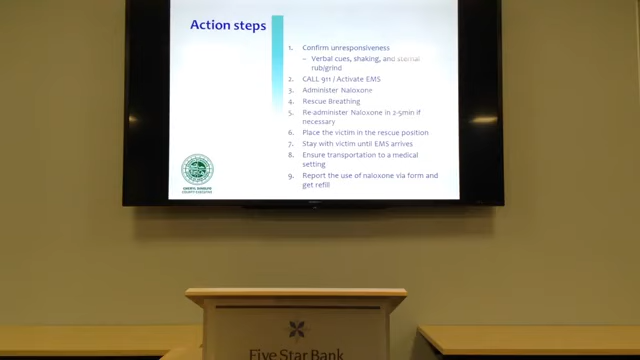 Action steps
1. Confirm unresponsiveness
– Verbal cues, shaking, and sternal
rub/grind
2. CALL 911 / Activate EMS
3. Administer Naloxone
4. Rescue Breathing
5. Re-administer Naloxone in 2-5min if
necessary
6. Place the victim in the rescue position
7. Stay with victim until EMS arrives
8. Ensure transportation to a medical
setting
9. Report the use of naloxone via form and
get refill
COUNTY EXECUTIVE
Five Star Bank